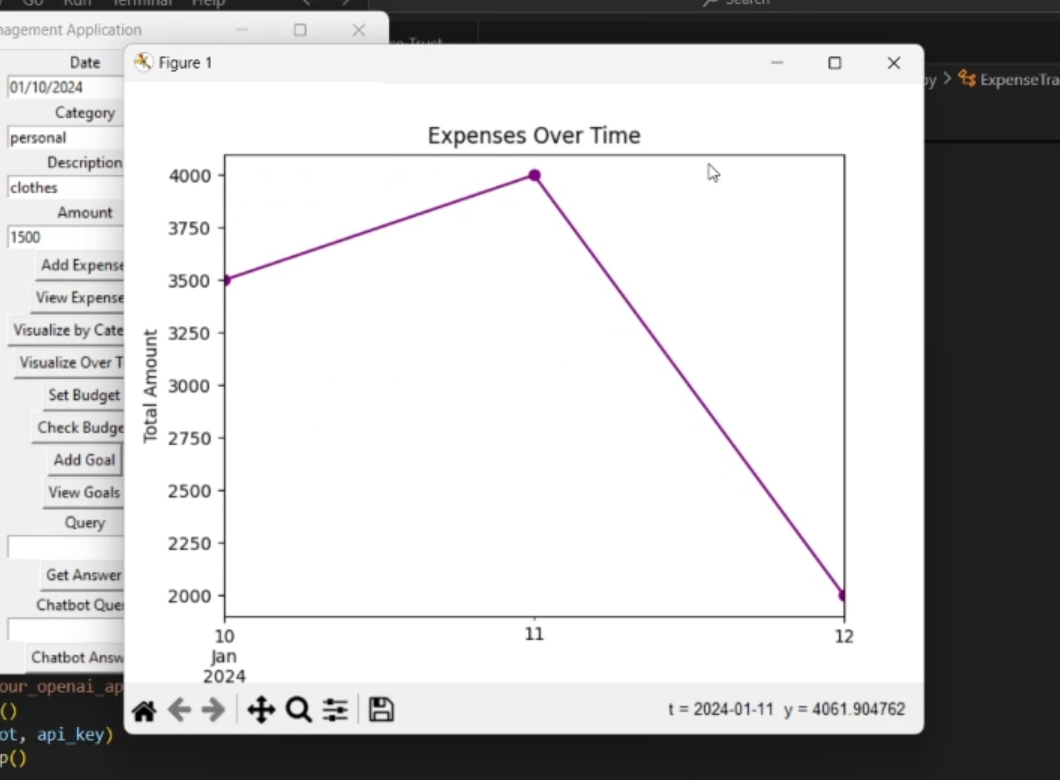 Go Run Terminal Help
Search
nagement Application
Date
01/10/2024
Category
personal
Description
clothes
Amount
1500
Add Expense
View Expense
Visualize by Cate
Visualize Over T
Set Budget
Check Budge
Add Goal
View Goals
Query
Get Answer
Chatbot Quer
Chatbot Answ
our_openai_ap
()
ot, api_key)
p()
Trust
py > ExpenseTra
Figure 1
Expenses Over Time
Total Amount
4000
3750
3500
3250
3000
2750
2500
2250
2000
10
Jan
2024
11
12
t = 2024-01-11 y = 4061.904762